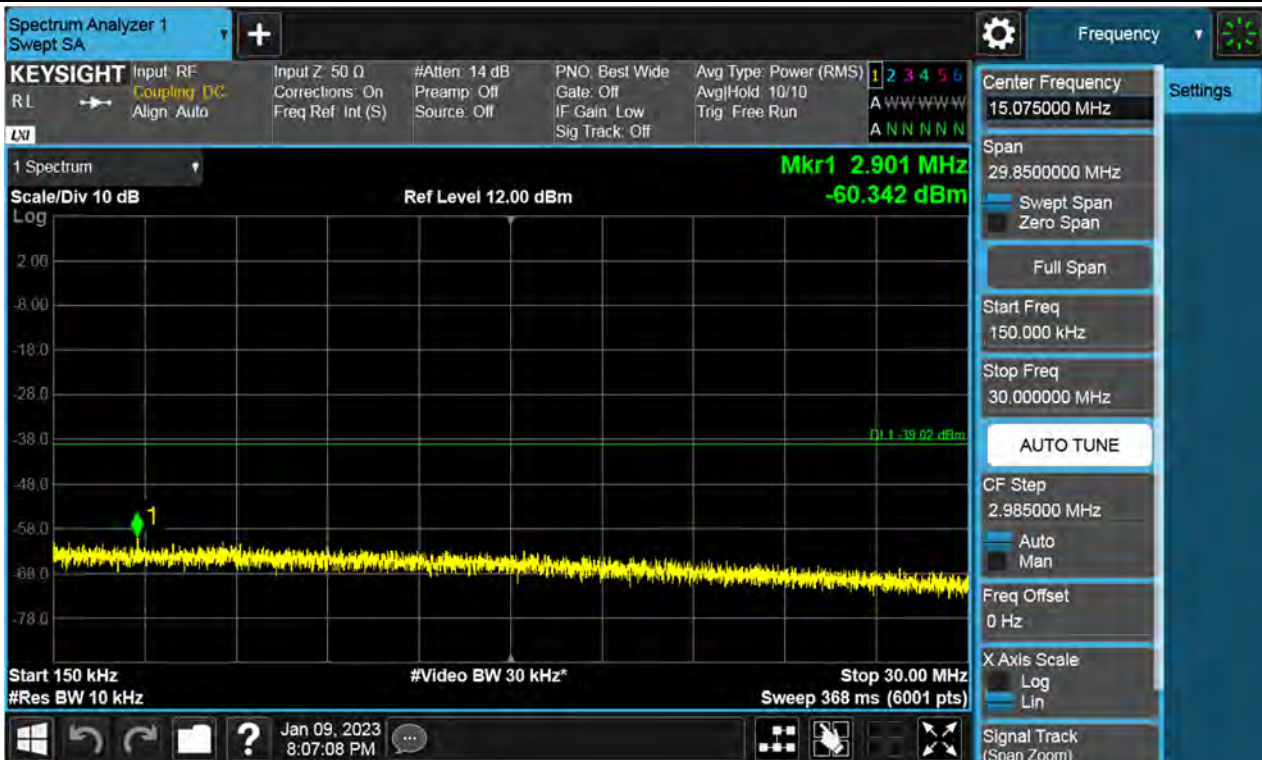 Spectrum Analyzer 1
Swept SA
+
Frequency
KEYSIGHT
RL
LXI
Input: RF
Coupling: DC
Align: Auto
Input Z: 50 Ω
Corrections: On
Freq Ref: Int (S)
#Atten: 14 dB
Preamp: Off
Source: Off
PNO: Best Wide
Gate: Off
IF Gain: Low
Sig Track: Off
Avg Type: Power (RMS)
Avg|Hold: 10/10
Trig: Free Run
1 2 3 4 5 6
A W W W W W
A N N N N N
1 Spectrum
Mkr1 2.901 MHz
Scale/Div 10 dB
Ref Level 12.00 dBm
-60.342 dBm
Log
2.00
-8.00
-18.0
-28.0
-38.0
DL1 -39.02 dBm
-48.0
1
-58.0
-68.0
-78.0
Start 150 kHz
#Video BW 30 kHz*
Stop 30.00 MHz
#Res BW 10 kHz
Sweep 368 ms (6001 pts)
Center Frequency
15.075000 MHz
Settings
Span
29.8500000 MHz
Swept Span
Zero Span
Full Span
Start Freq
150.000 kHz
Stop Freq
30.000000 MHz
AUTO TUNE
CF Step
2.985000 MHz
Auto
Man
Freq Offset
0 Hz
X Axis Scale
Log
Lin
Signal Track
(Span Zoom)
?
Jan 09, 2023
8:07:08 PM